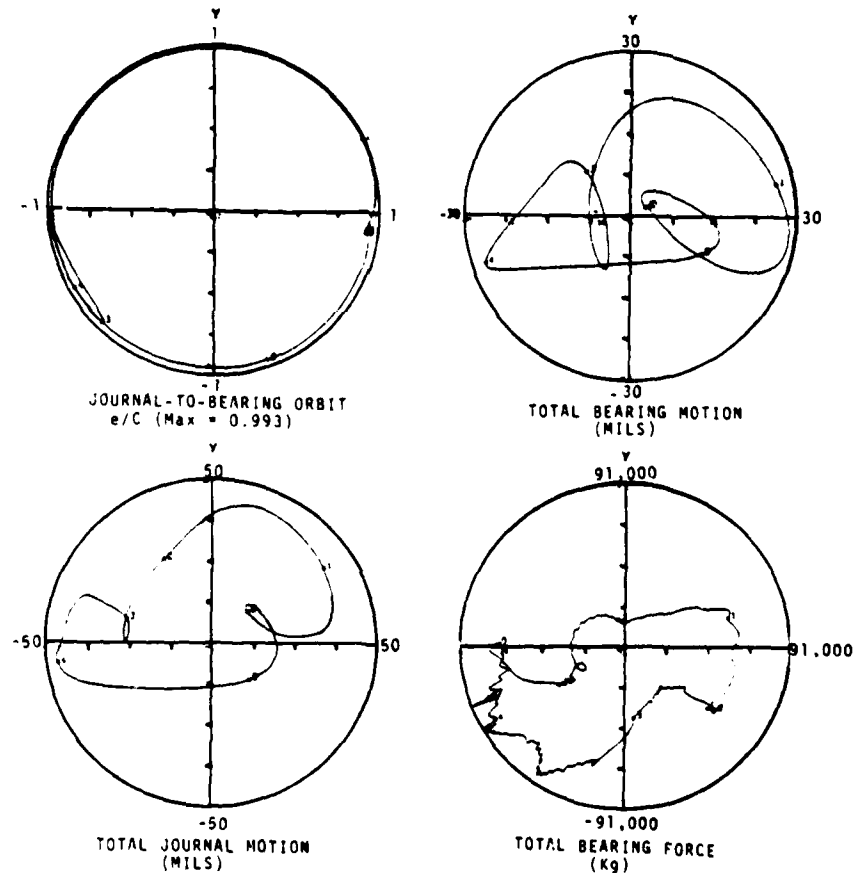 Y
1
-1
1
-1
JOURNAL-TO-BEARING ORBIT
e/C (Max = 0.993)
Y
30
-30
30
-30
TOTAL BEARING MOTION
(MILS)
Y
50
-50
50
-50
TOTAL JOURNAL MOTION
(MILS)
Y
91,000
91,000
-91,000
TOTAL BEARING FORCE
(Kg)